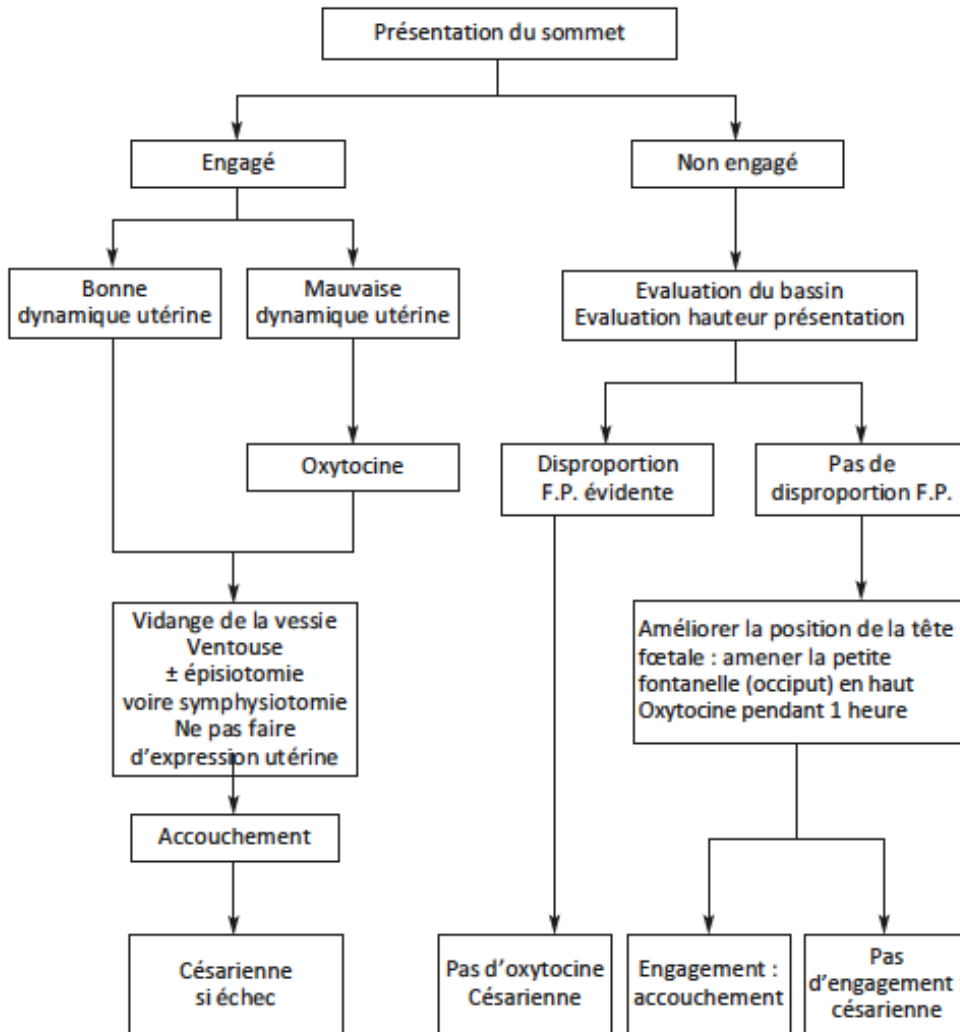 Présentation du sommet
Engagé
Non engagé
Bonne
dynamique utérine
Mauvaise
dynamique utérine
Evaluation du bassin
Evaluation hauteur présentation
Oxytocine
Disproportion
F.P. évidente
Pas de
disproportion F.P.
Vidange de la vessie
Ventouse
± épisiotomie
voire symphysiotomie
Ne pas faire
d'expression utérine
Améliorer la position de la tête
fœtale : amener la petite
fontanelle (occiput) en haut
Oxytocine pendant 1 heure
Accouchement
Césarienne
si échec
Pas d'oxytocine
Césarienne
Engagement :
accouchement
Pas
d'engagement :
césarienne